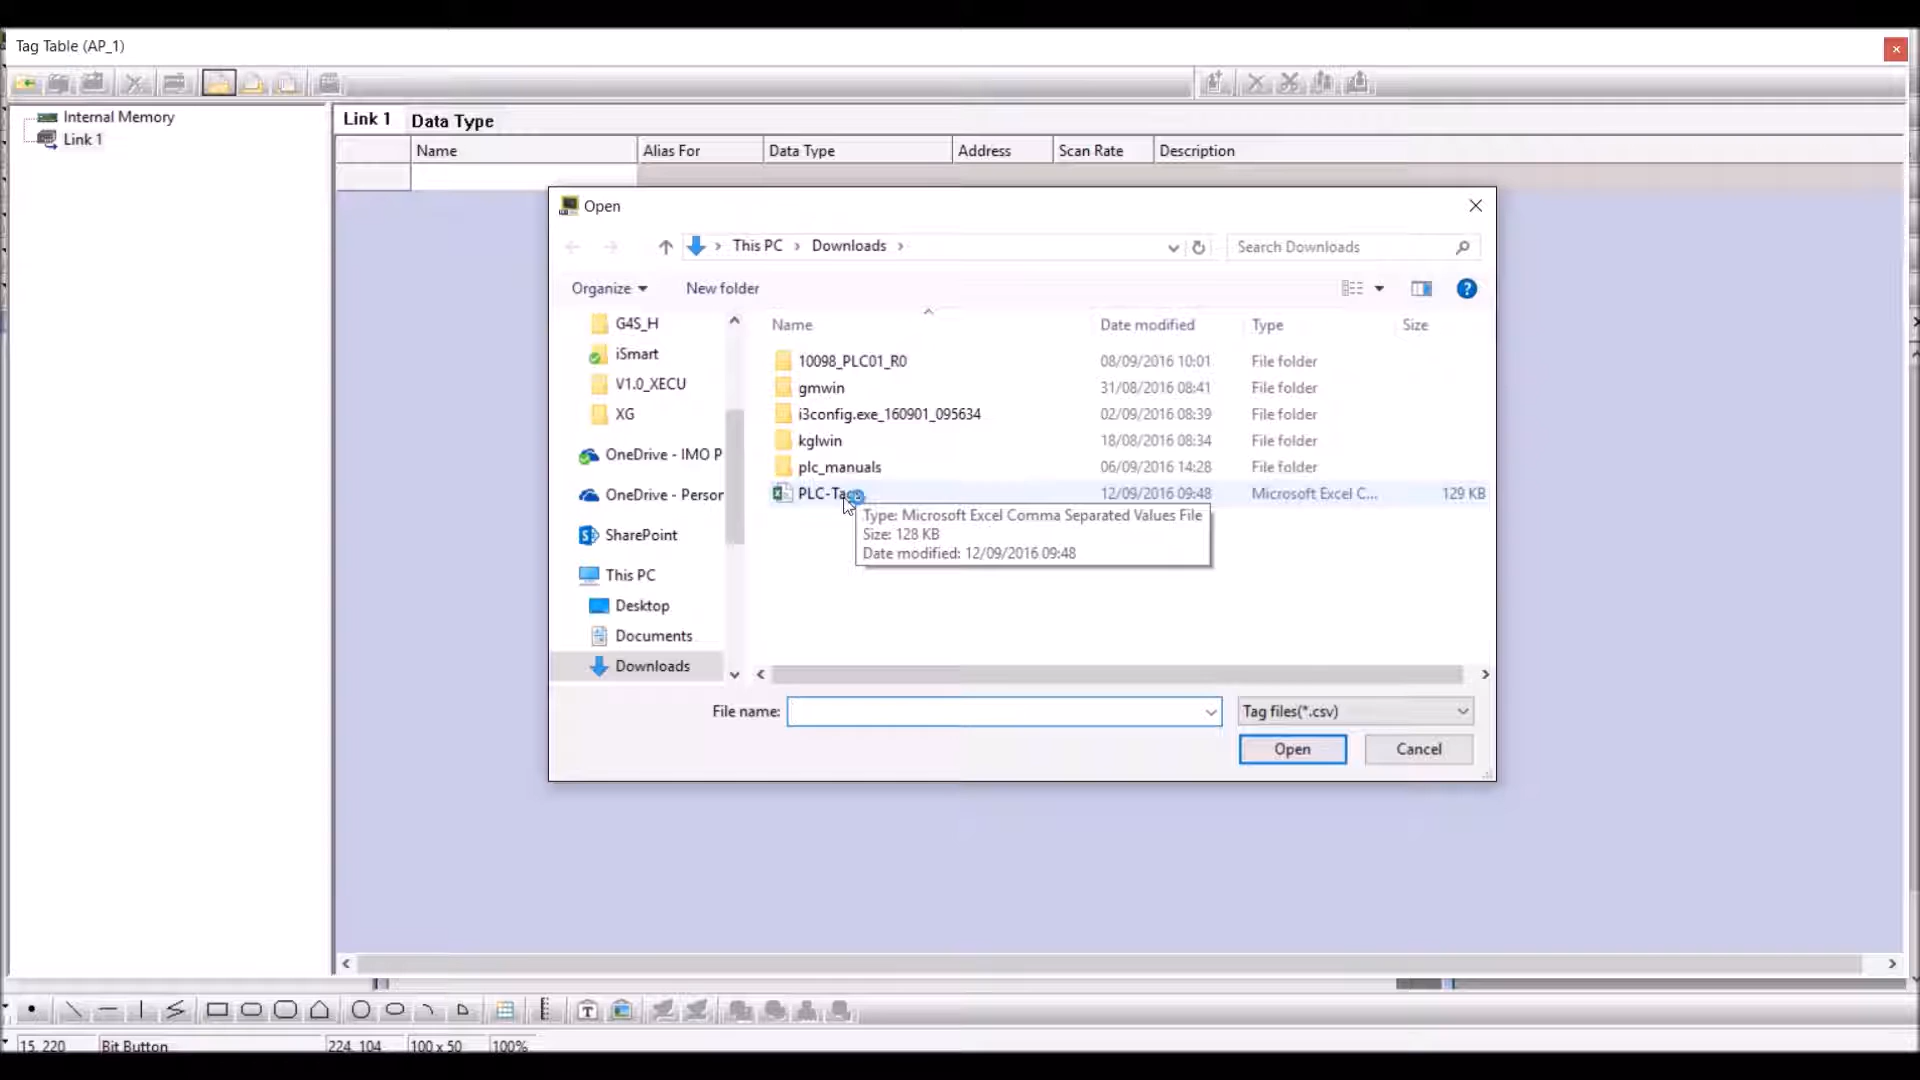 Tag Table (AP_1)
Internal Memory
Link 1
Link 1 Data Type
Name Alias For Data Type Address Scan Rate Description
Open
This PC Downloads
Search Downloads
Organize New folder
G4S_H
iSmart
V1.0_XECU
XG
OneDrive - IMO P
OneDrive - Person
SharePoint
This PC
Desktop
Documents
Downloads
Name Date modified Type Size
10098_PLC01_R0 08/09/2016 10:01 File folder
gmwin 31/08/2016 08:41 File folder
i3config.exe_160901_095634 02/09/2016 08:39 File folder
kglwin 18/08/2016 08:34 File folder
plc_manuals 06/09/2016 14:28 File folder
12/09/2016 09:48 Microsoft Excel C... 129 KB
Type: Microsoft Excel Comma Separated Values File
Size: 128 KB
Date modified: 12/09/2016 09:48
File name:
Tag files(*.csv)
Open Cancel
15, 220 Bit Button 224, 104 100 x 50 100%